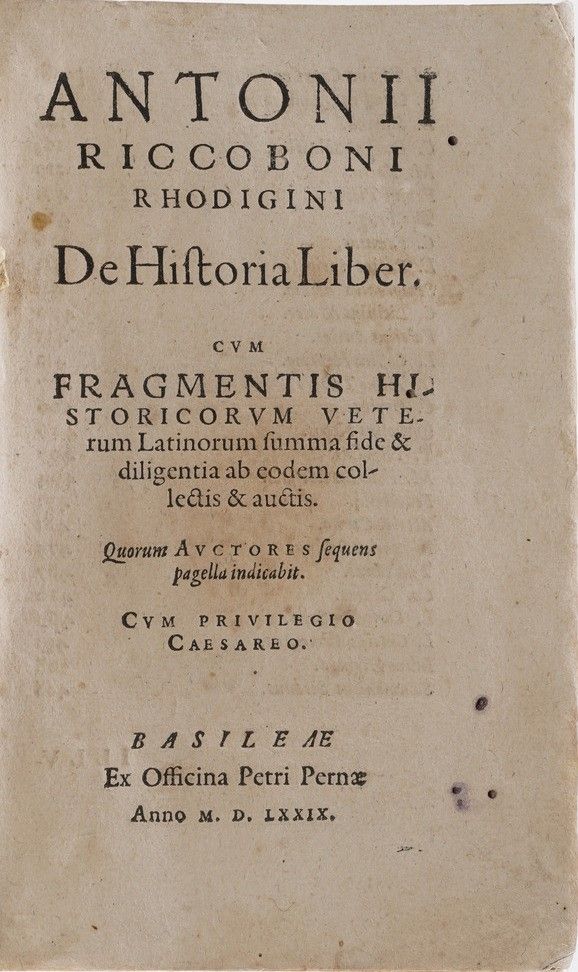 ANTONII
RICCOBONI
RHODIGINI
De Hiſtoria Liber.
CVM
FRAGMENTIS HI-
STORICORVM VETE-
rum Latinorum ſumma fide &
diligentia ab eodem col-
lectis & auctis.
Quorum AVCTORES ſequens
pagella indicabit.
CVM PRIVILEGIO
CAESAREO.
BASILEAE
Ex Officina Petri Pernæ
Anno M. D. LXXIX.